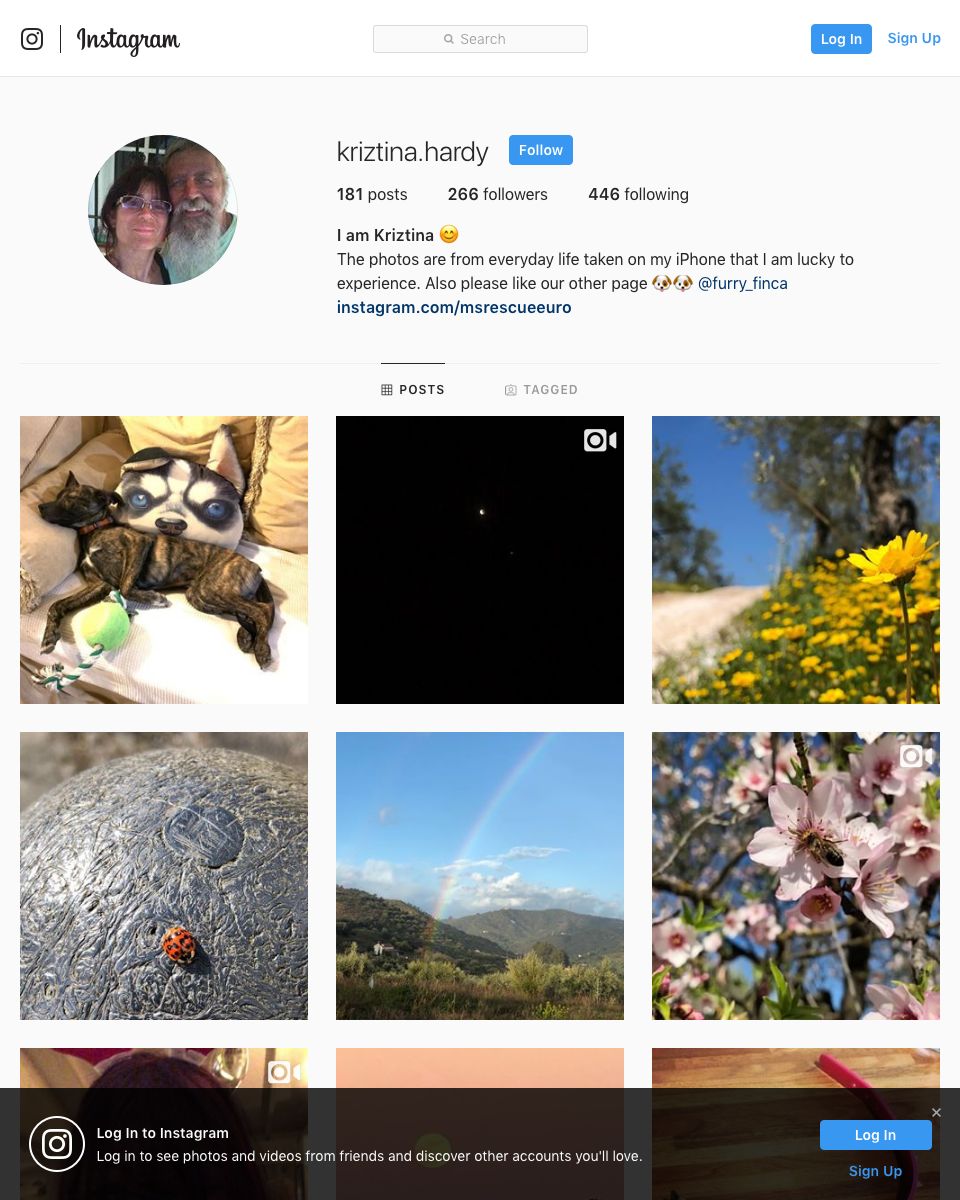 Instagram
Search
Log In
Sign Up
kriztina.hardy
Follow
181 posts
266 followers
446 following
I am Kriztina 😊
The photos are from everyday life taken on my iPhone that I am lucky to
experience. Also please like our other page 🐶🐶 @furry_finca
instagram.com/msrescueeuro
POSTS
TAGGED
Log In to Instagram
Log in to see photos and videos from friends and discover other accounts you'll love.
Log In
Sign Up